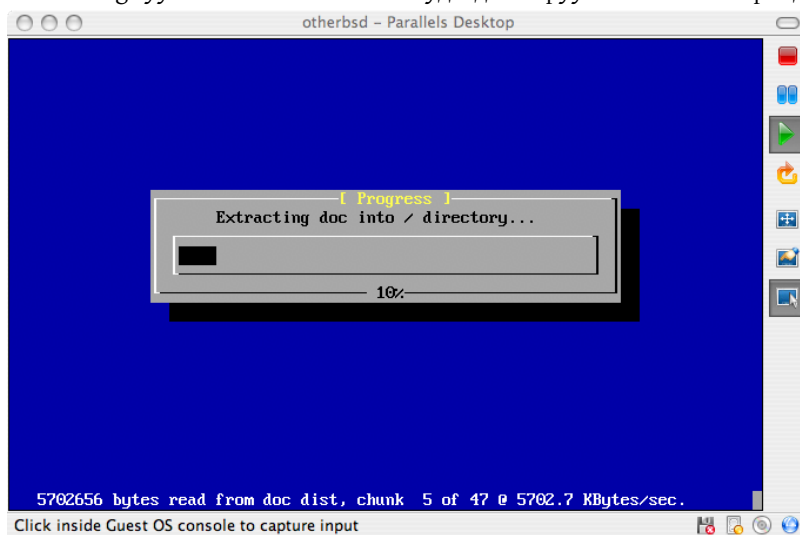 otherbsd – Parallels Desktop
[ Progress ]
Extracting doc into / directory...
10%
5702656 bytes read from doc dist, chunk 5 of 47 @ 5702.7 KBytes/sec.
Click inside Guest OS console to capture input